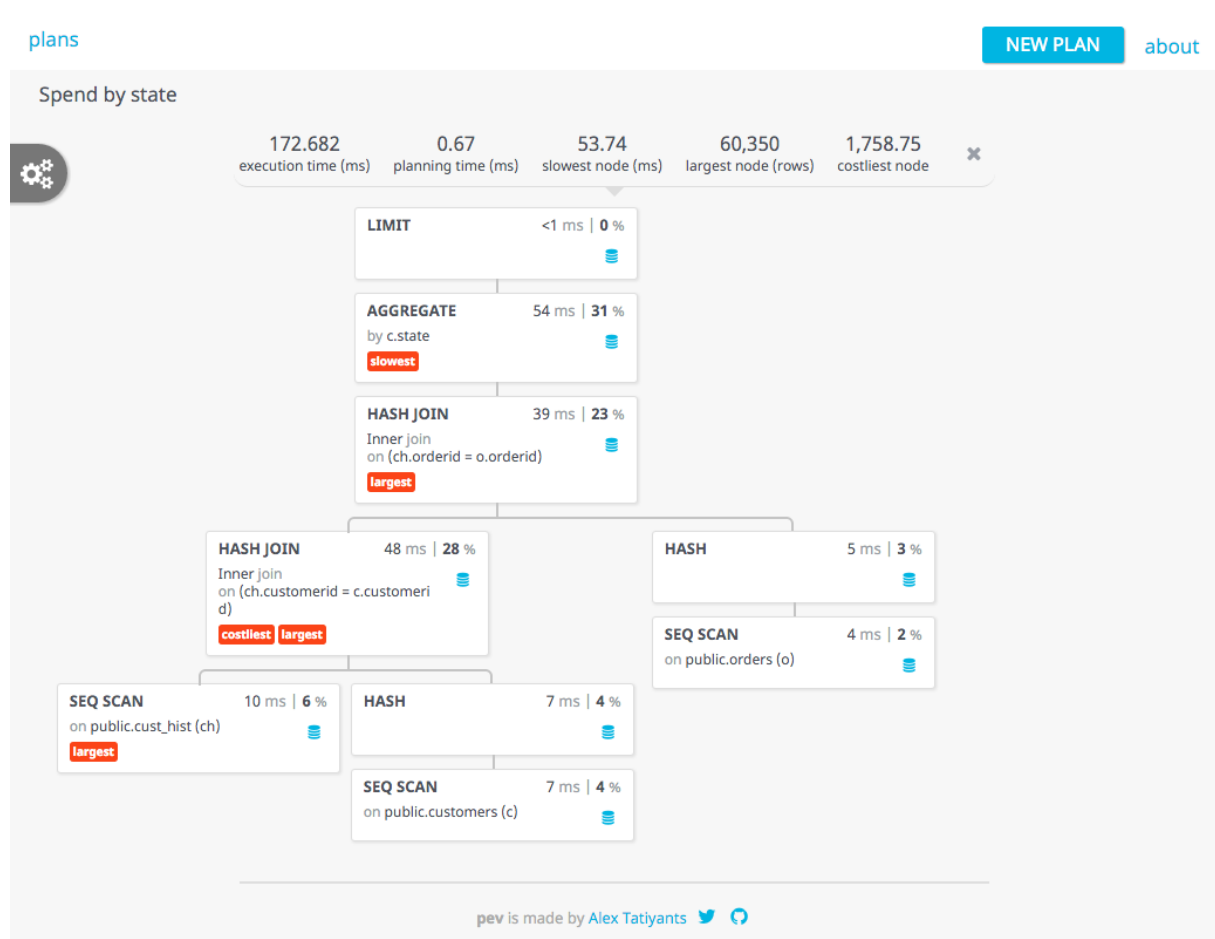 plans
NEW PLAN
about
Spend by state
172.682
execution time (ms)
0.67
planning time (ms)
53.74
slowest node (ms)
60,350
largest node (rows)
1,758.75
costliest node
LIMIT <1 ms | 0 %
AGGREGATE 54 ms | 31 %
by c.state
slowest
HASH JOIN 39 ms | 23 %
Inner join
on (ch.orderid = o.orderid)
largest
HASH JOIN 48 ms | 28 %
Inner join
on (ch.customerid = c.customeri
d)
costliest largest
HASH 5 ms | 3 %
SEQ SCAN 4 ms | 2 %
on public.orders (o)
SEQ SCAN 10 ms | 6 %
on public.cust_hist (ch)
largest
HASH 7 ms | 4 %
SEQ SCAN 7 ms | 4 %
on public.customers (c)
pev is made by Alex Tatiyants